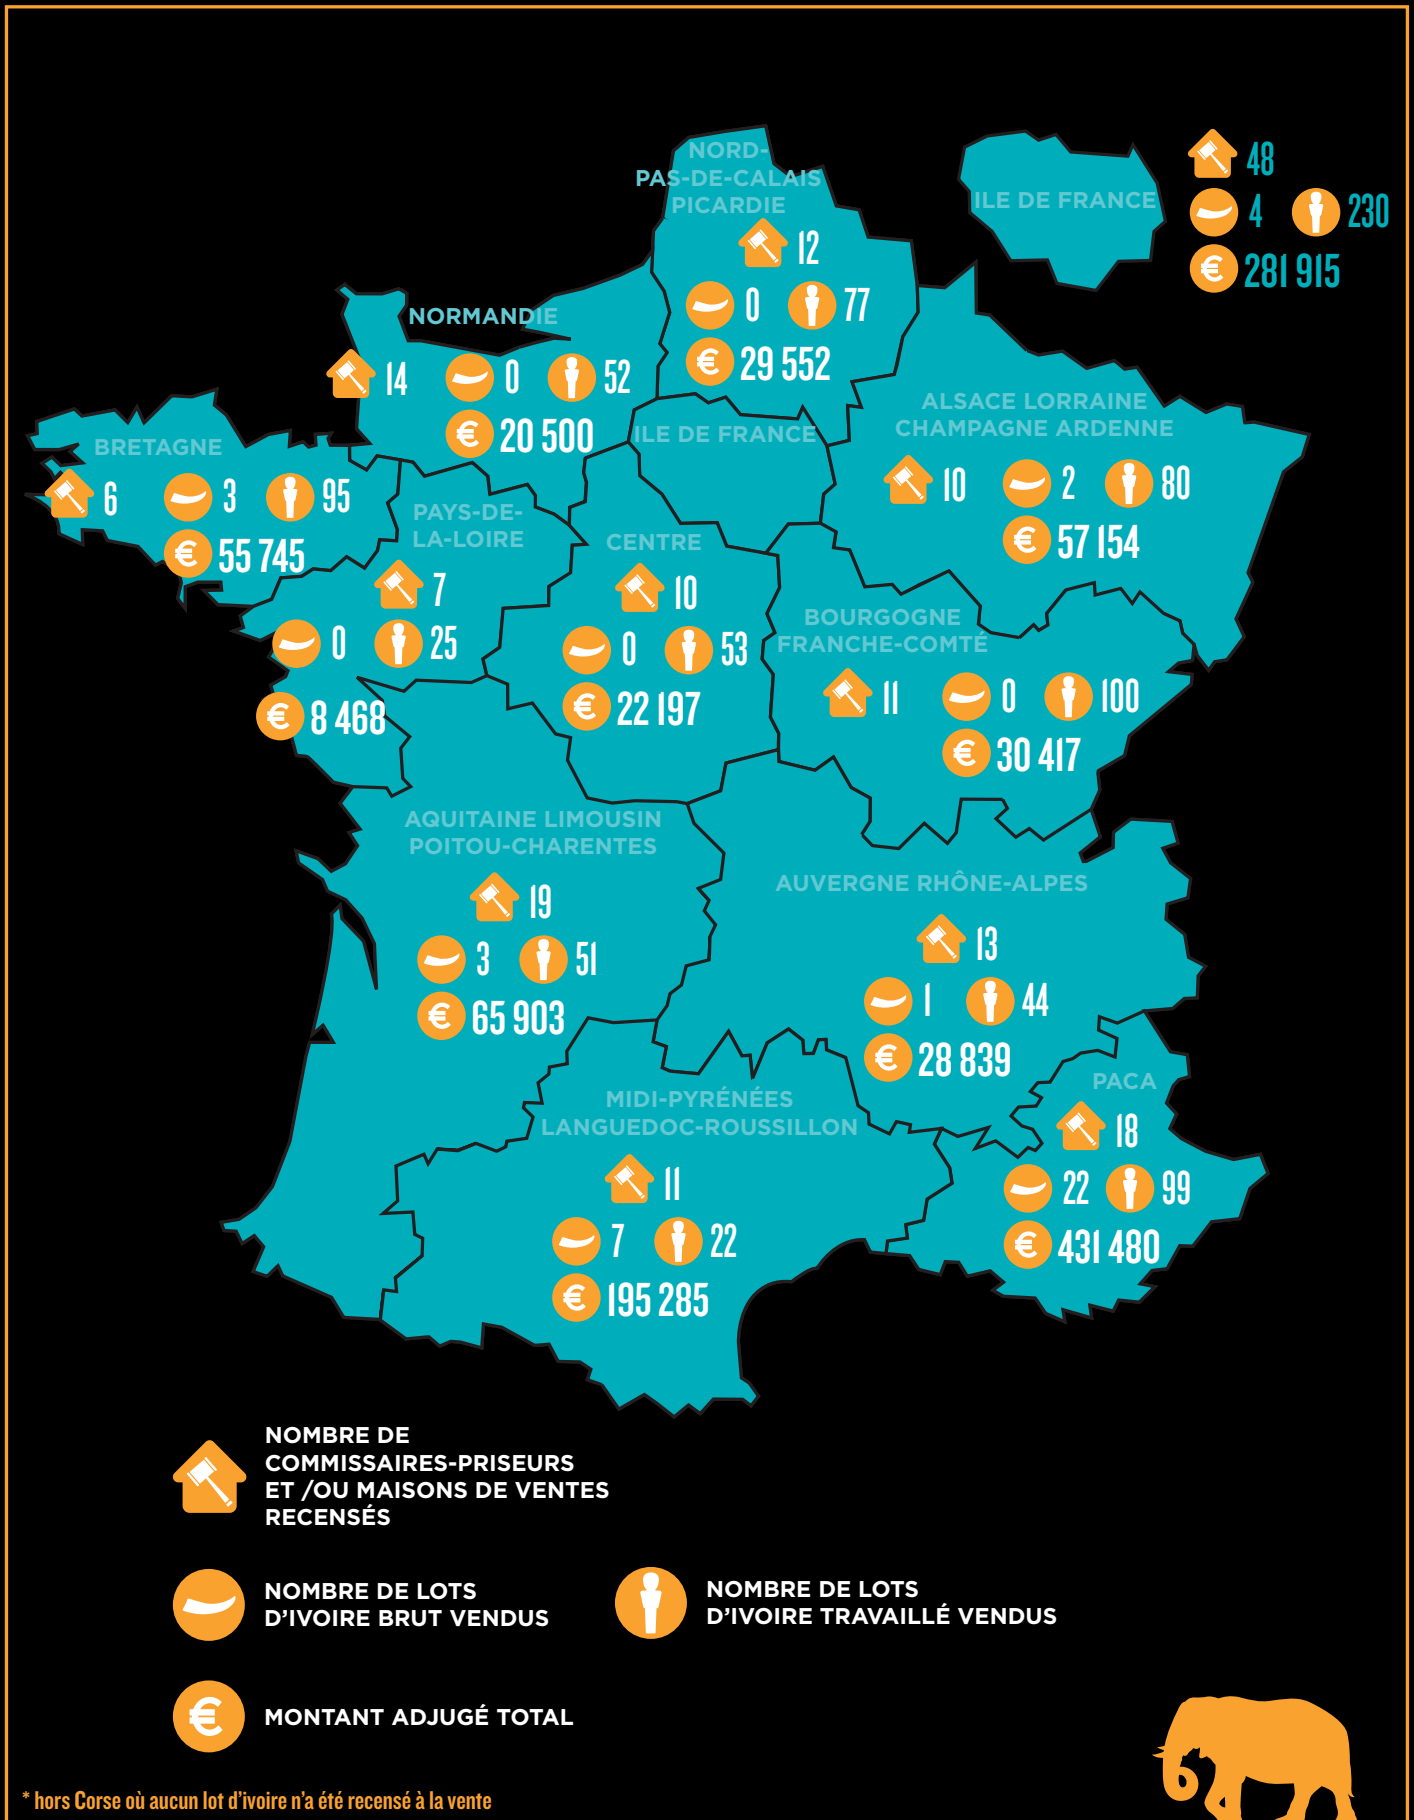 NORD-
PAS-DE-CALAIS
PICARDIE
12
0 77
€ 29 552
ILE DE FRANCE
48
4 230
€ 281 915
NORMANDIE
14 0 52
€ 20 500
ILE DE FRANCE
ALSACE LORRAINE
CHAMPAGNE ARDENNE
10 2 80
€ 57 154
BRETAGNE
6 3 95
€ 55 745
PAYS-DE-
LA-LOIRE
7
0 25
€ 8 468
CENTRE
10
0 53
€ 22 197
BOURGOGNE
FRANCHE-COMTÉ
11 0 100
€ 30 417
AQUITAINE LIMOUSIN
POITOU-CHARENTES
19
3 51
€ 65 903
AUVERGNE RHÔNE-ALPES
13
1 44
€ 28 839
MIDI-PYRÉNÉES
LANGUEDOC-ROUSSILLON
11
7 22
€ 195 285
PACA
18
22 99
€ 431 480
NOMBRE DE
COMMISSAIRES-PRISEURS
ET /OU MAISONS DE VENTES
RECENSÉS
NOMBRE DE LOTS
D'IVOIRE BRUT VENDUS
NOMBRE DE LOTS
D'IVOIRE TRAVAILLÉ VENDUS
€ MONTANT ADJUGÉ TOTAL
* hors Corse où aucun lot d'ivoire n'a été recensé à la vente